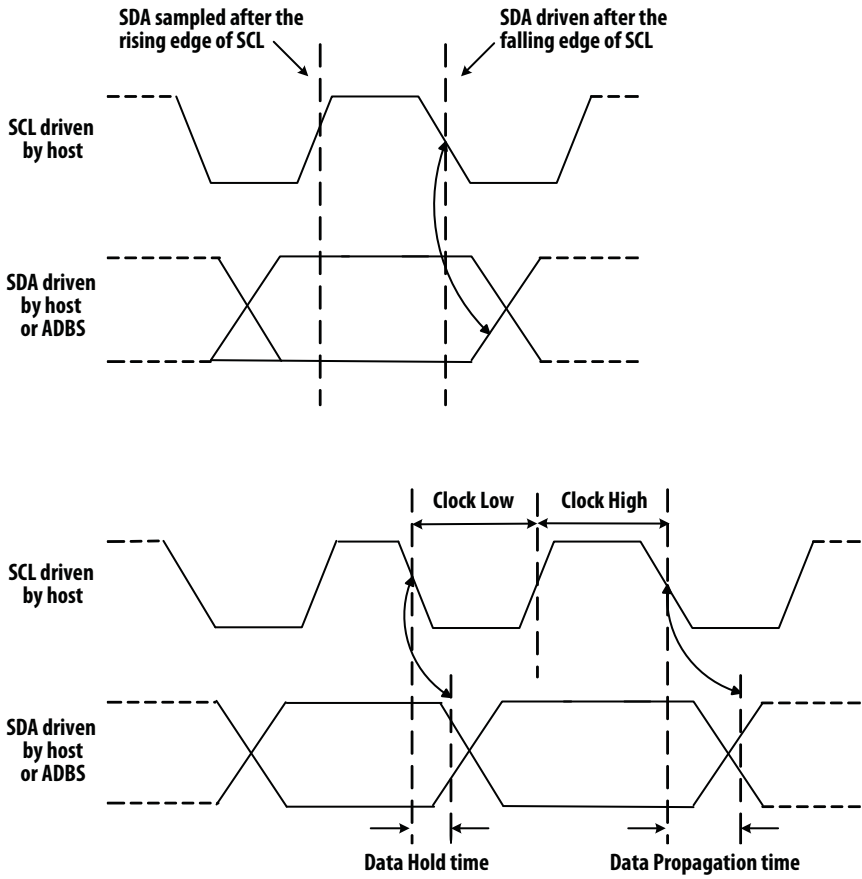 SDA sampled after the
rising edge of SCL
SDA driven after the
falling edge of SCL
SCL driven
by host
SDA driven
by host
or ADBS
Clock Low
Clock High
SCL driven
by host
SDA driven
by host
or ADBS
Data Hold time
Data Propagation time